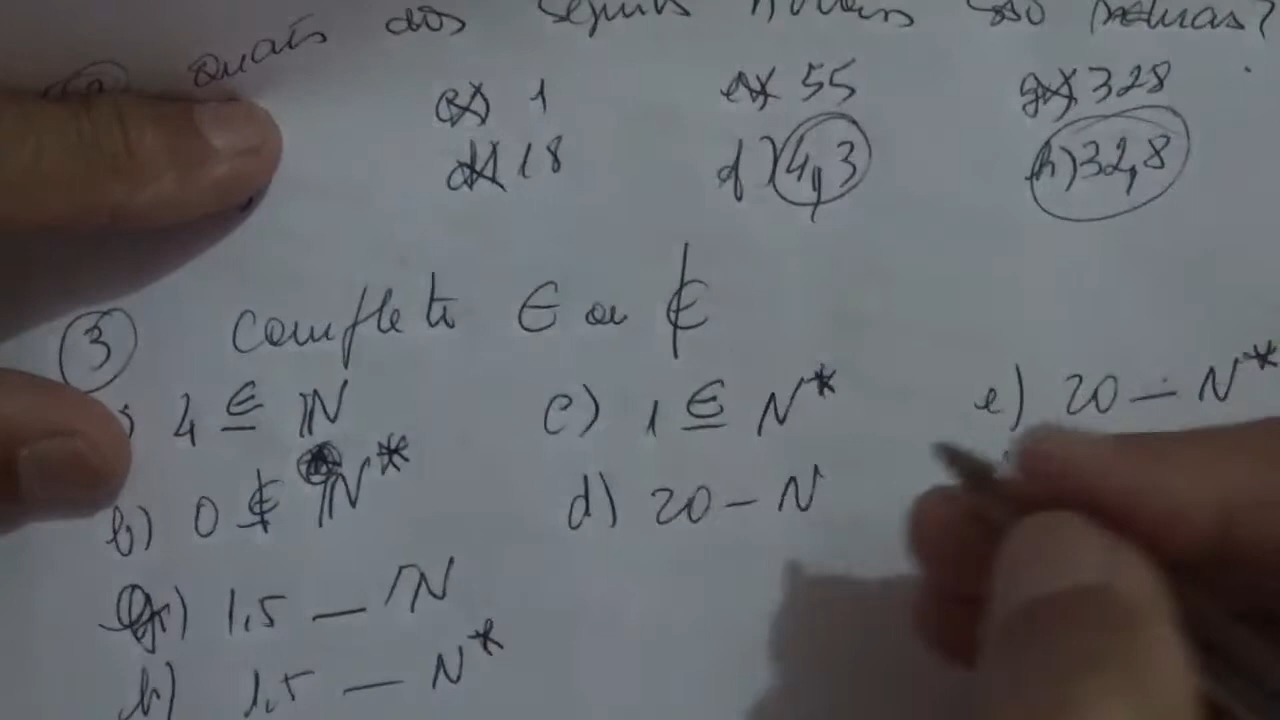 Quais dos são
c) 1 e) 55 g) 328
d) 18 f) 4,3 h) 32,8
3 Complete ∈ ou ∉
) 4 ∈ N c) 1 ∈ N* e) 20 — N*
b) 0 ∉ N* d) 20 — N
g) 1,5 — N
h) 1,5 — N*